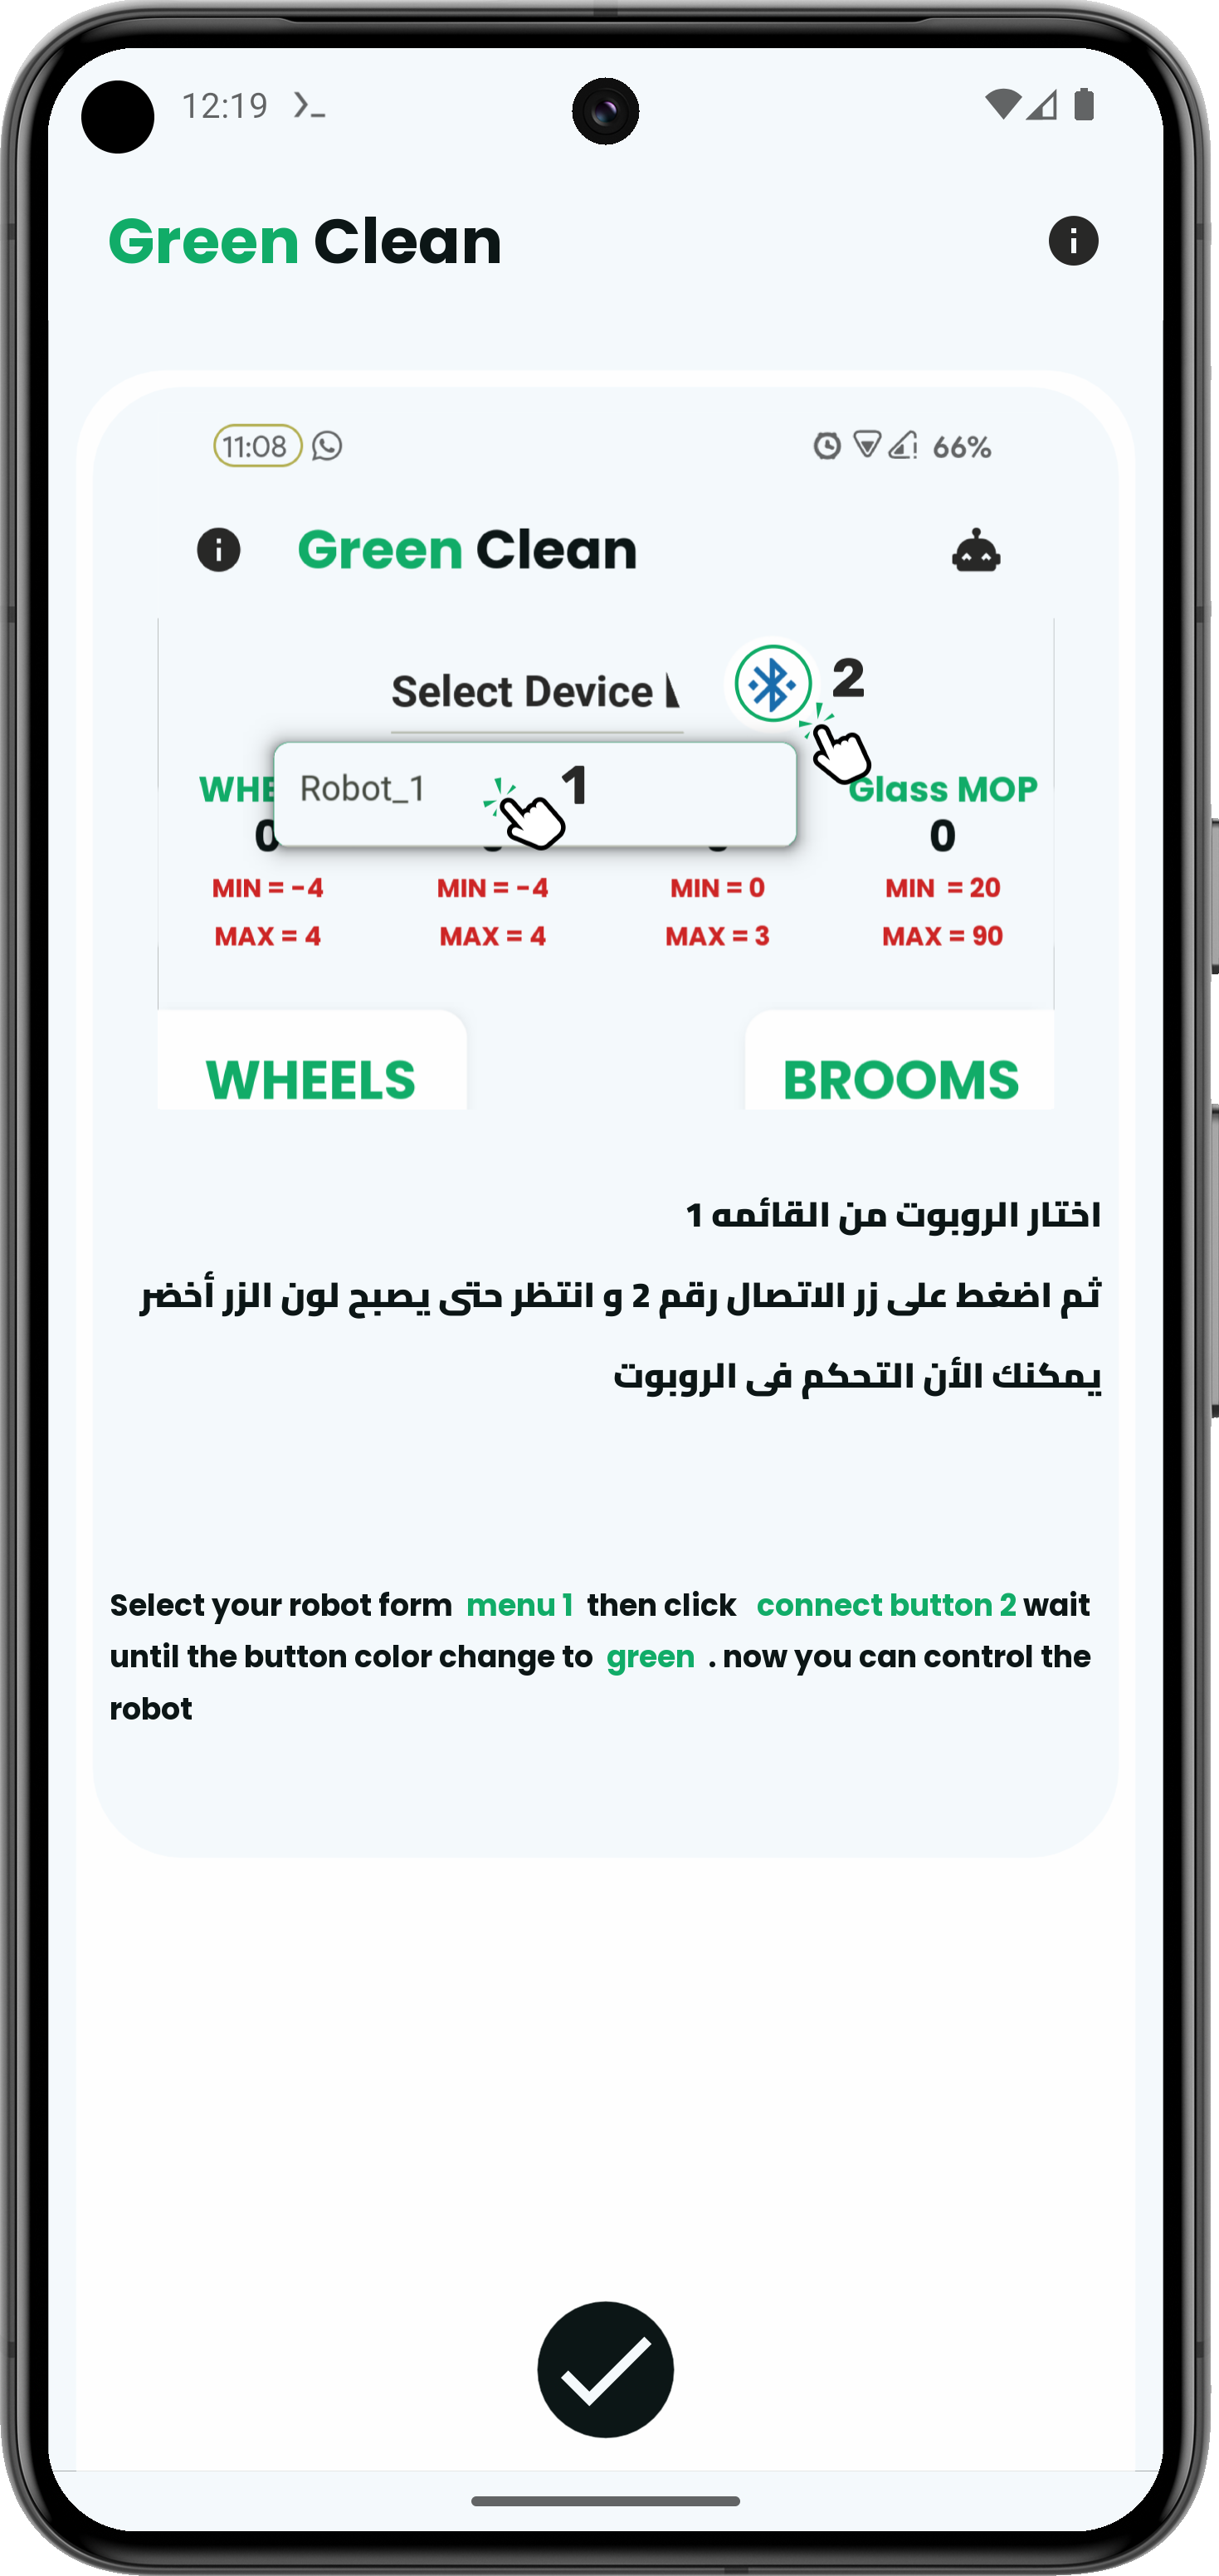 12:19
Green Clean
11:08 66%
Green Clean
Select Device
2
Robot_1
1
WHE Glass MOP
0 0
MIN = -4 MIN = -4 MIN = 0 MIN = 20
MAX = 4 MAX = 4 MAX = 3 MAX = 90
WHEELS BROOMS
اختار الروبوت من القائمه 1
ثم اضغط على زر الاتصال رقم 2 و انتظر حتى يصبح لون الزر أخضر
يمكنك الأن التحكم فى الروبوت
Select your robot form menu 1 then click connect button 2 wait
until the button color change to green . now you can control the
robot